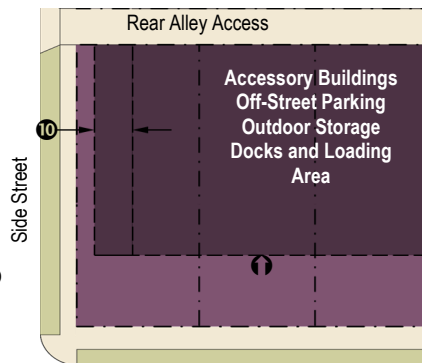 Rear Alley Access
Accessory Buildings
Off-Street Parking
Outdoor Storage
Docks and Loading
Area
10
Side Street